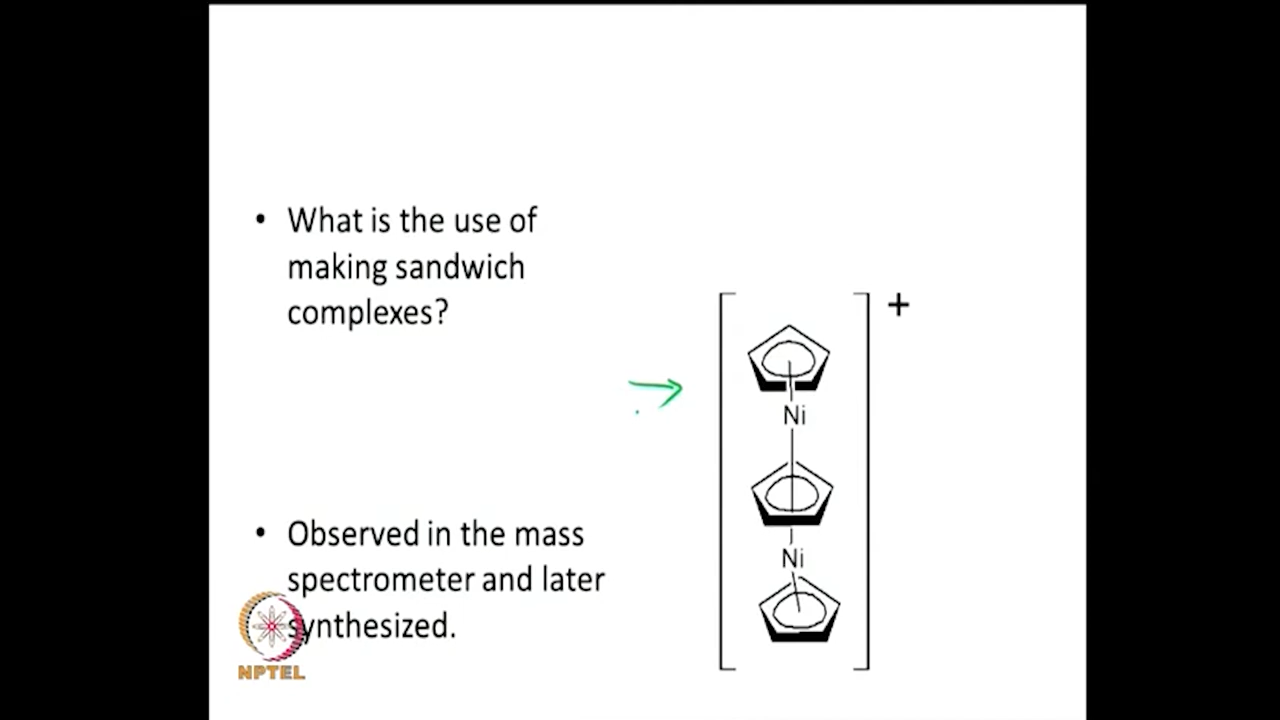 • What is the use of
making sandwich
complexes?
+
Ni
Ni
• Observed in the mass
spectrometer and later
synthesized.
NPTEL